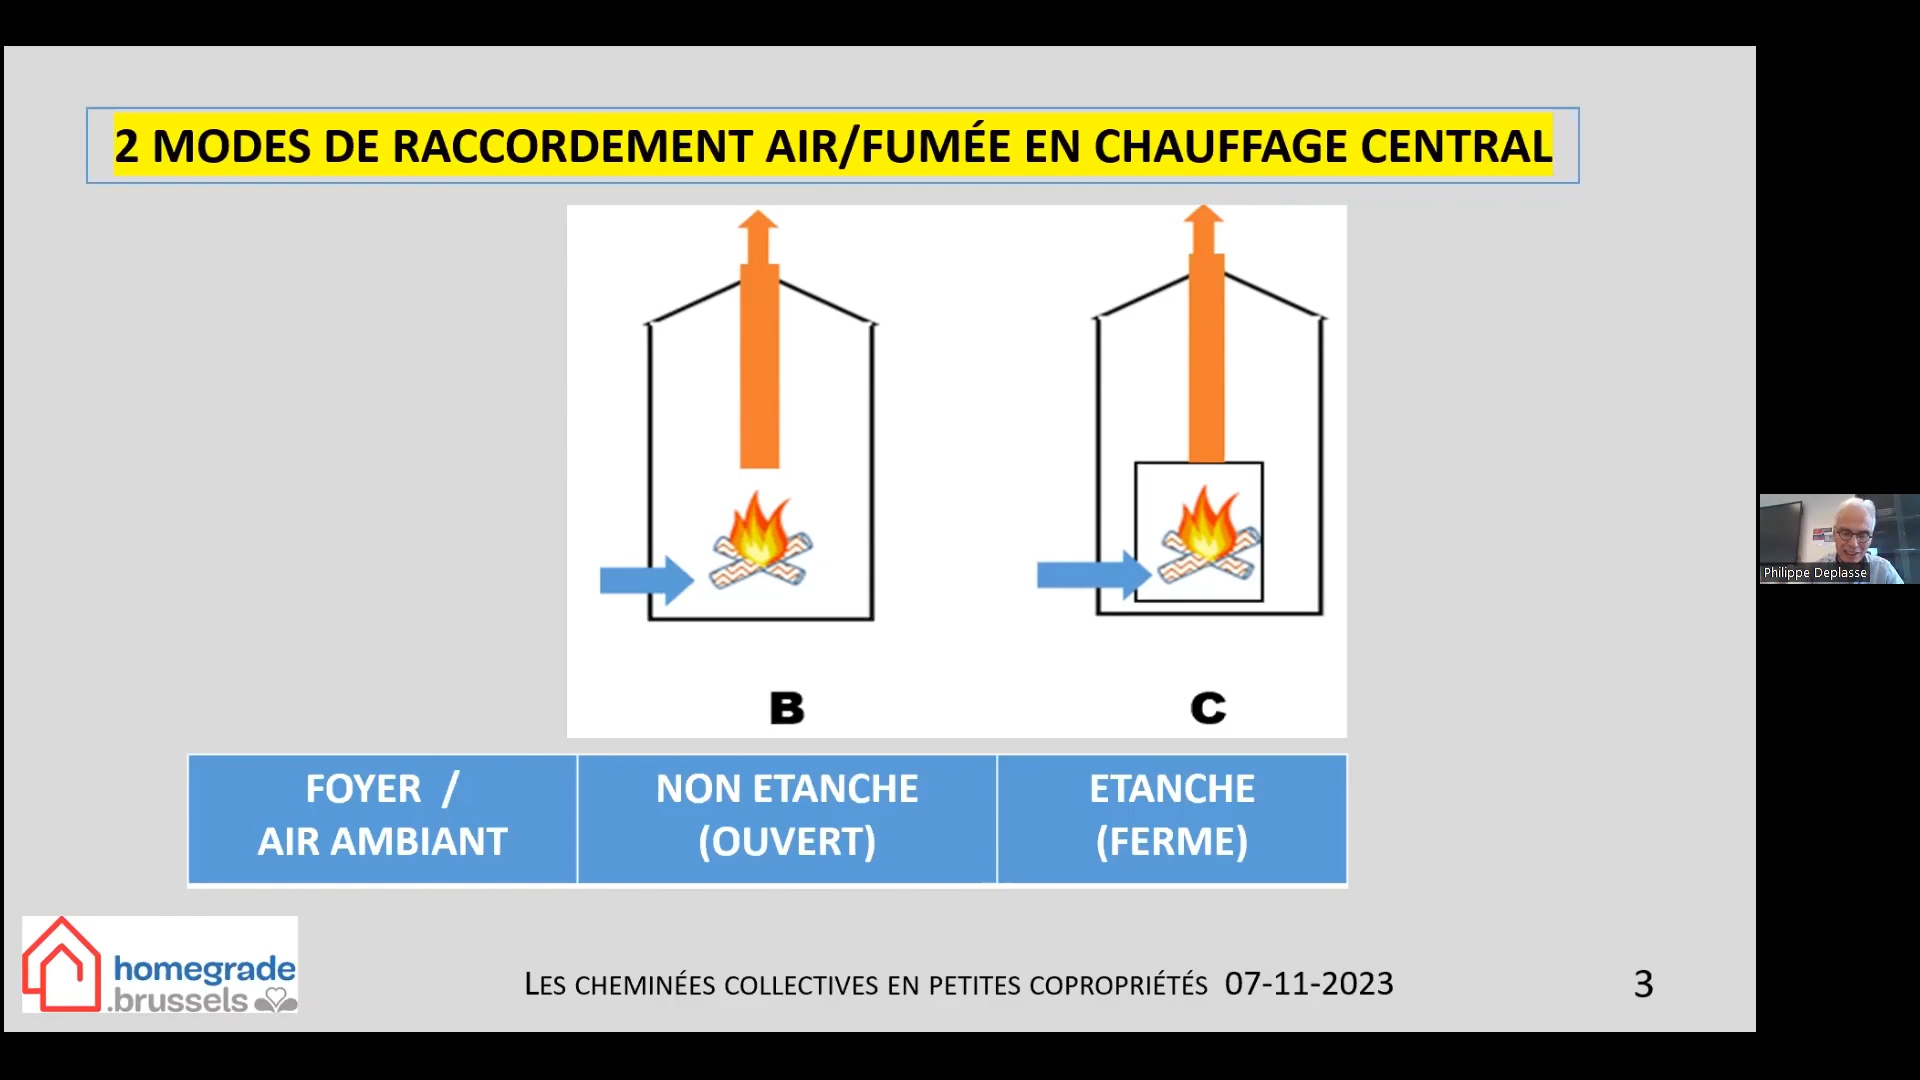 2 MODES DE RACCORDEMENT AIR/FUMÉE EN CHAUFFAGE CENTRAL
B
C
FOYER /
AIR AMBIANT
NON ETANCHE
(OUVERT)
ETANCHE
(FERME)
Philippe Deplasse
homegrade
.brussels
LES CHEMINÉES COLLECTIVES EN PETITES COPROPRIÉTÉS 07-11-2023
3